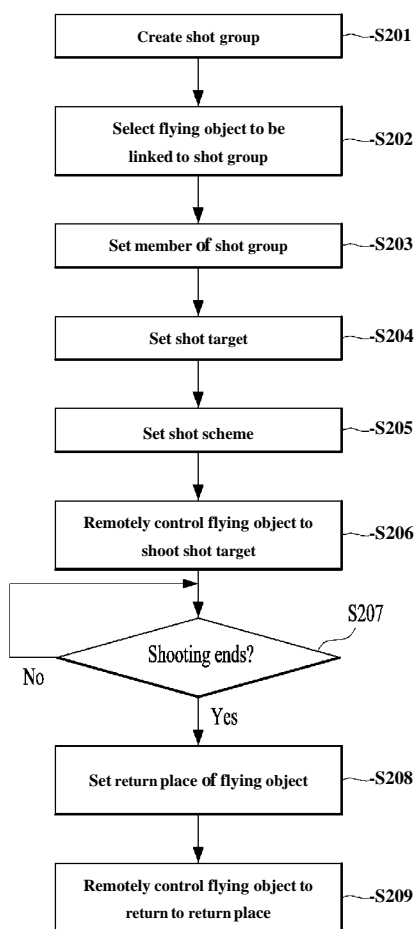 Create shot group
S201
Select flying object to be
linked to shot group
S202
Set member of shot group
S203
Set shot target
S204
Set shot scheme
S205
Remotely control flying object to
shoot shot target
S206
S207
Shooting ends?
No
Yes
Set return place of flying object
S208
Remotely control flying object to
return to return place
S209